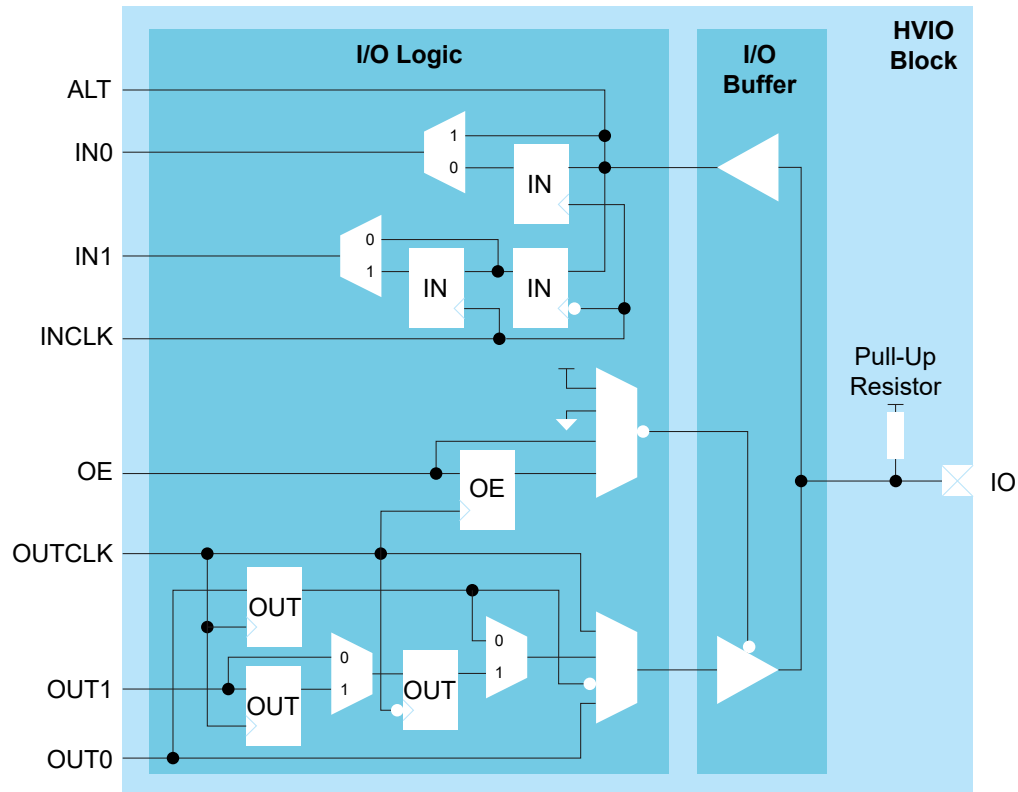 HVIO
Block
I/O Logic
I/O
Buffer
ALT
IN0
1
0
IN
IN1
0
1
IN
IN
INCLK
Pull-Up
Resistor
OE
OE
IO
OUTCLK
OUT
0
1
OUT1
OUT
OUT
0
1
OUT0